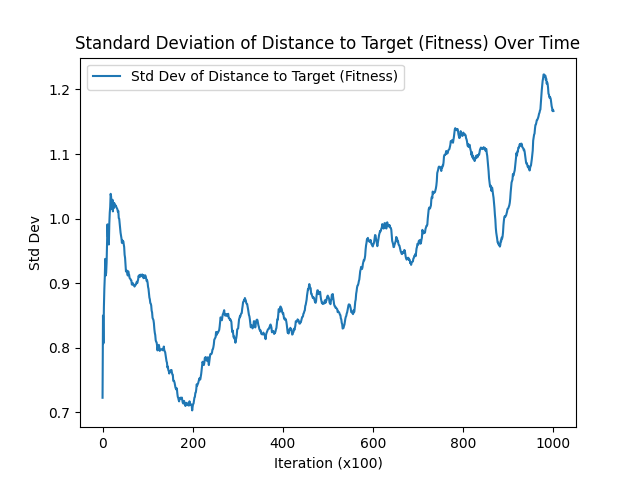 Standard Deviation of Distance to Target (Fitness) Over Time
Std Dev of Distance to Target (Fitness)
Std Dev
1.2
1.1
1.0
0.9
0.8
0.7
0 200 400 600 800 1000
Iteration (x100)